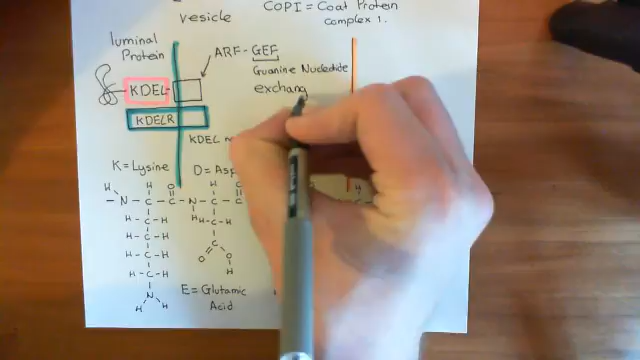 vesicle
COPI = Coat Protein
complex 1.
luminal
Protein
ARF - GEF
Guanine Nucleotide
exchang
KDEL
KDELR
KDEL
K = Lysine
D = Asp
H H O H
N C C N C C
H C H
H C H
H C H
H C H
N
H H
H C H
C
O O
H
E = Glutamic
Acid